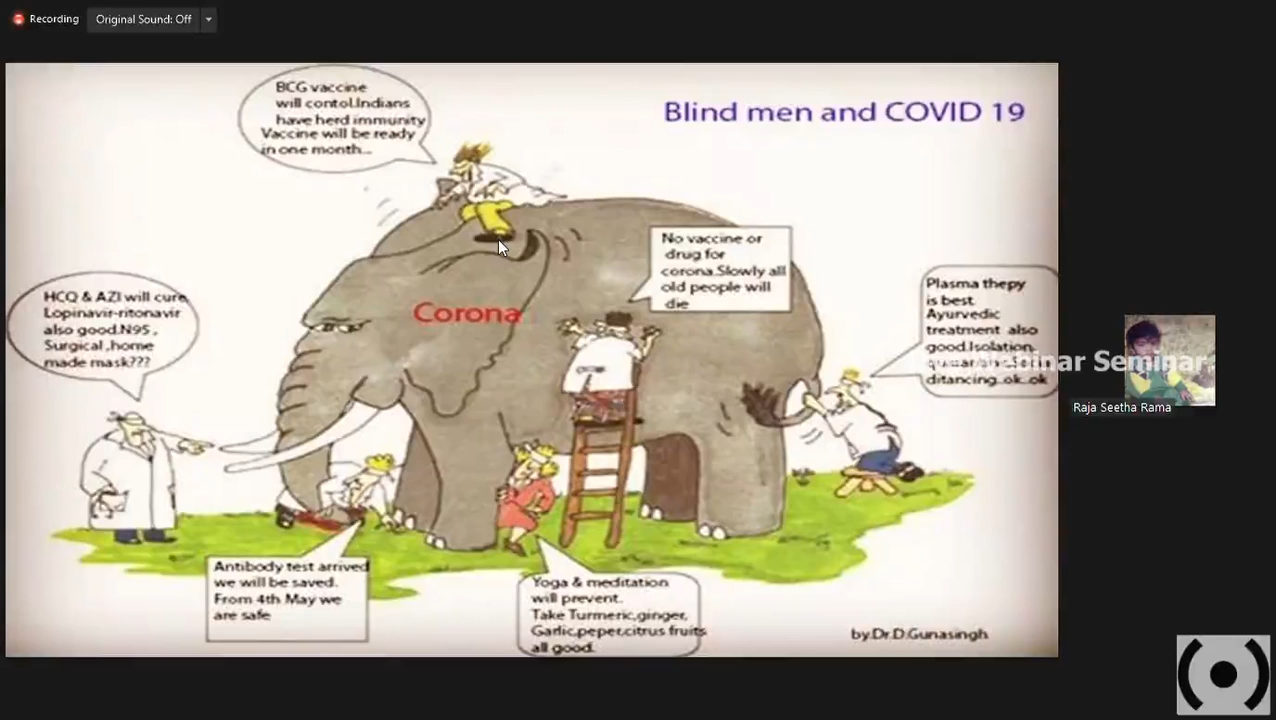 Recording
Original Sound: Off
Blind men and COVID 19
BCG vaccine
will contol.Indians
have herd immunity
Vaccine will be ready
in one month...
No vaccine or
drug for
corona.Slowly all
old people will
die
HCQ & AZI will cure
Lopinavir-ritonavir
also good.N95,
Surgical ,home
made mask???
Corona
Plasma thepy
is best
Ayurvedic
treatment also
good.Isolation.
ditancing..ok..ok
Seminar
Raja Seetha Rama
Antibody test arrived
we will be saved.
From 4th May we
are safe
Yoga & meditation
will prevent.
Take Turmeric,ginger,
Garlic,peper,citrus fruits
all good.
by.Dr.D.Gunasingh